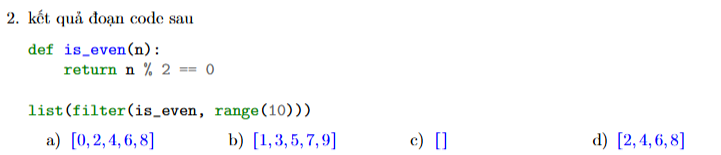 2. kết quả đoạn code sau
def is_even(n):
    return n % 2 == 0
list(filter(is_even, range(10)))
a) [0, 2, 4, 6, 8] b) [1, 3, 5, 7, 9] c) [] d) [2, 4, 6, 8]